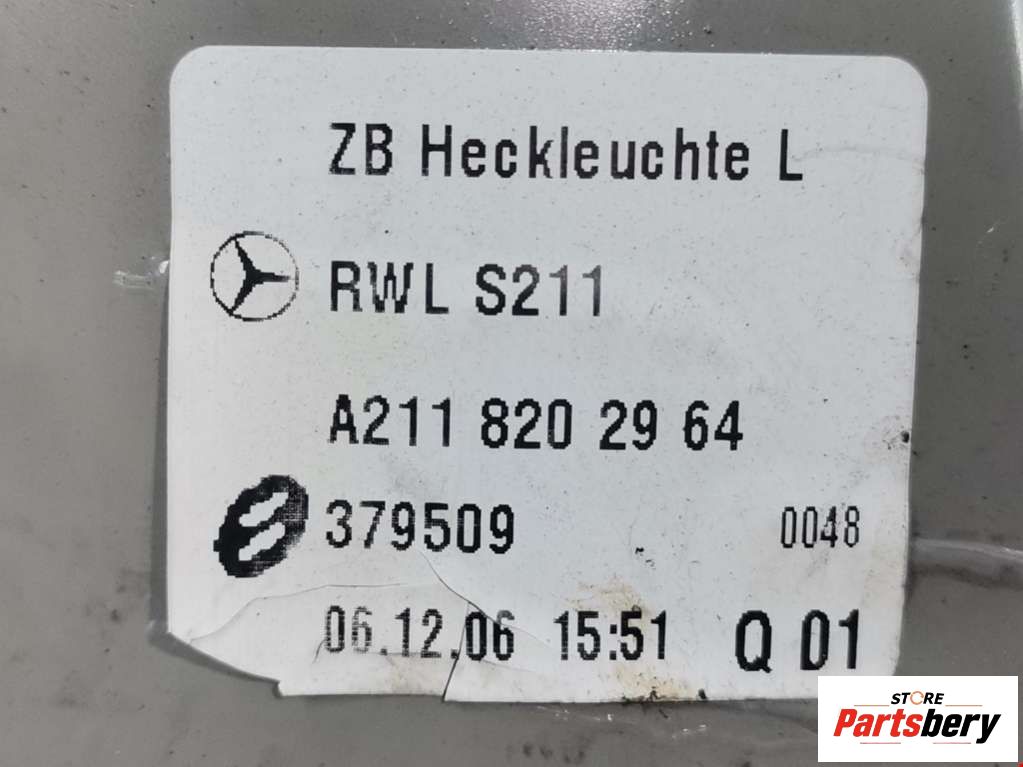 ZB Heckleuchte L
RWL S211
A211 820 29 64
379509 0048
06.12.06 15:51 Q 01
STORE
Partsbery